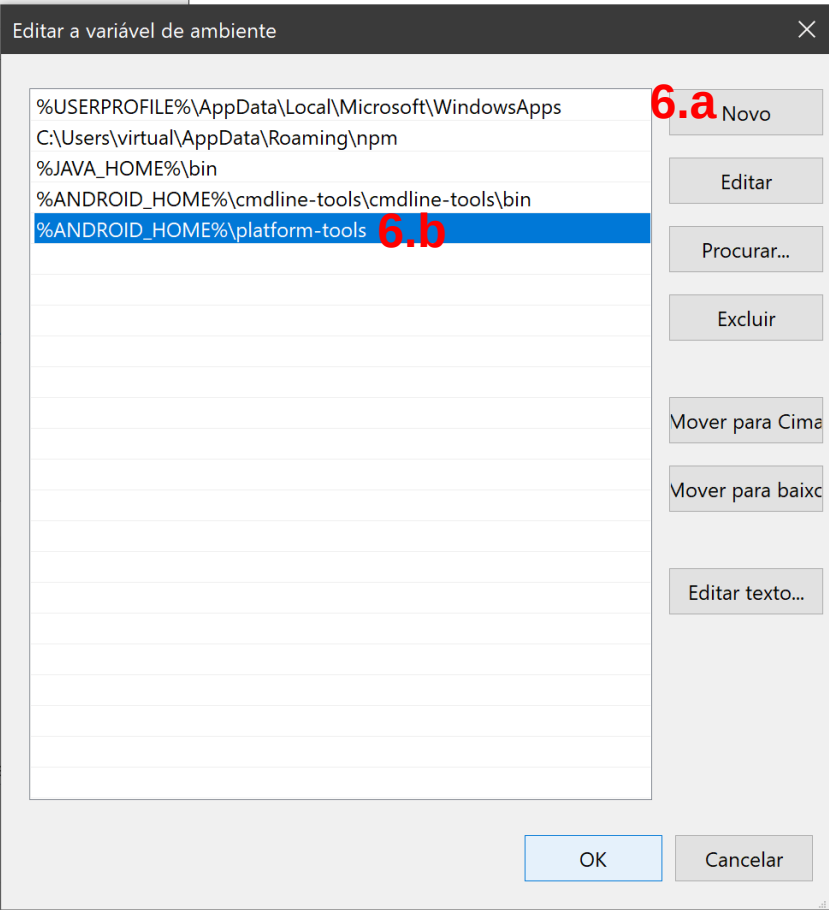 Editar a variável de ambiente
%USERPROFILE%\AppData\Local\Microsoft\WindowsApps
C:\Users\virtual\AppData\Roaming\npm
%JAVA_HOME%\bin
%ANDROID_HOME%\cmdline-tools\cmdline-tools\bin
%ANDROID_HOME%\platform-tools 6.b
6.a Novo
Editar
Procurar...
Excluir
Mover para Cima
Mover para baixo
Editar texto...
OK
Cancelar